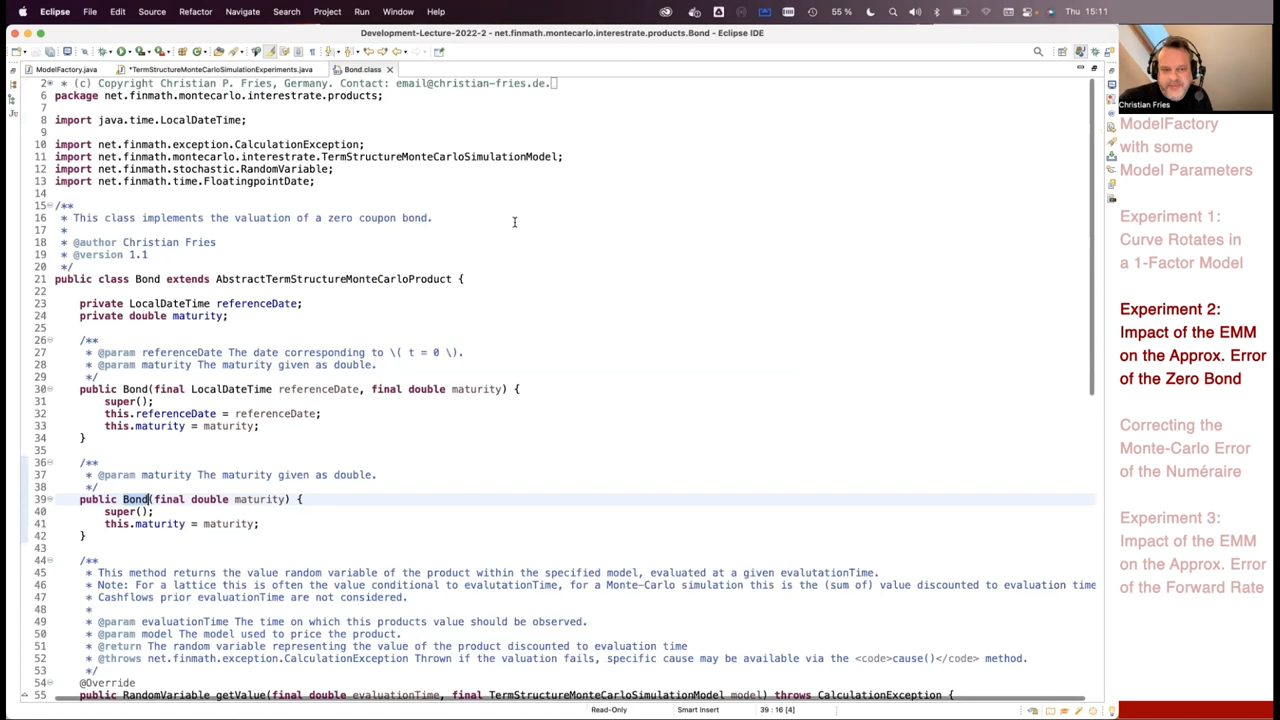 Eclipse File Edit Source Refactor Navigate Search Project Run Window Help 55 % Thu 15:11
Development-Lecture-2022-2 - net.finmath.montecarlo.interestrate.products.Bond - Eclipse IDE
ModelFactory.java *TermStructureMonteCarloSimulationExperiments.java Bond.class
2 * (c) Copyright Christian P. Fries, Germany. Contact: email@christian-fries.de.
6 package net.finmath.montecarlo.interestrate.products;
7
8 import java.time.LocalDateTime;
9
10 import net.finmath.exception.CalculationException;
11 import net.finmath.montecarlo.interestrate.TermStructureMonteCarloSimulationModel;
12 import net.finmath.stochastic.RandomVariable;
13 import net.finmath.time.FloatingpointDate;
14
15 /**
16 * This class implements the valuation of a zero coupon bond.
17 *
18 * @author Christian Fries
19 * @version 1.1
20 */
21 public class Bond extends AbstractTermStructureMonteCarloProduct {
22
23 private LocalDateTime referenceDate;
24 private double maturity;
25
26 /**
27 * @param referenceDate The date corresponding to \( t = 0 \).
28 * @param maturity The maturity given as double.
29 */
30 public Bond(final LocalDateTime referenceDate, final double maturity) {
31 super();
32 this.referenceDate = referenceDate;
33 this.maturity = maturity;
34 }
35
36 /**
37 * @param maturity The maturity given as double.
38 */
39 public Bond(final double maturity) {
40 super();
41 this.maturity = maturity;
42 }
43
44 /**
45 * This method returns the value random variable of the product within the specified model, evaluated at a given evalutationTime.
46 * Note: For a lattice this is often the value conditional to evalutationTime, for a Monte-Carlo simulation this is the (sum of) value discounted to evaluation time
47 * Cashflows prior evaluationTime are not considered.
48 *
49 * @param evaluationTime The time on which this products value should be observed.
50 * @param model The model used to price the product.
51 * @return The random variable representing the value of the product discounted to evaluation time
52 * @throws net.finmath.exception.CalculationException Thrown if the valuation fails, specific cause may be available via the <code>cause()</code> method.
53 */
54 @Override
55 public RandomVariable getValue(final double evaluationTime, final TermStructureMonteCarloSimulationModel model) throws CalculationException {
Read-Only Smart Insert 39 : 16 [4]
Christian Fries
ModelFactory
with some
Model Parameters
Experiment 1:
Curve Rotates in
a 1-Factor Model
Experiment 2:
Impact of the EMM
on the Approx. Error
of the Zero Bond
Correcting the
Monte-Carlo Error
of the Numéraire
Experiment 3:
Impact of the EMM
on the Approx. Error
of the Forward Rate